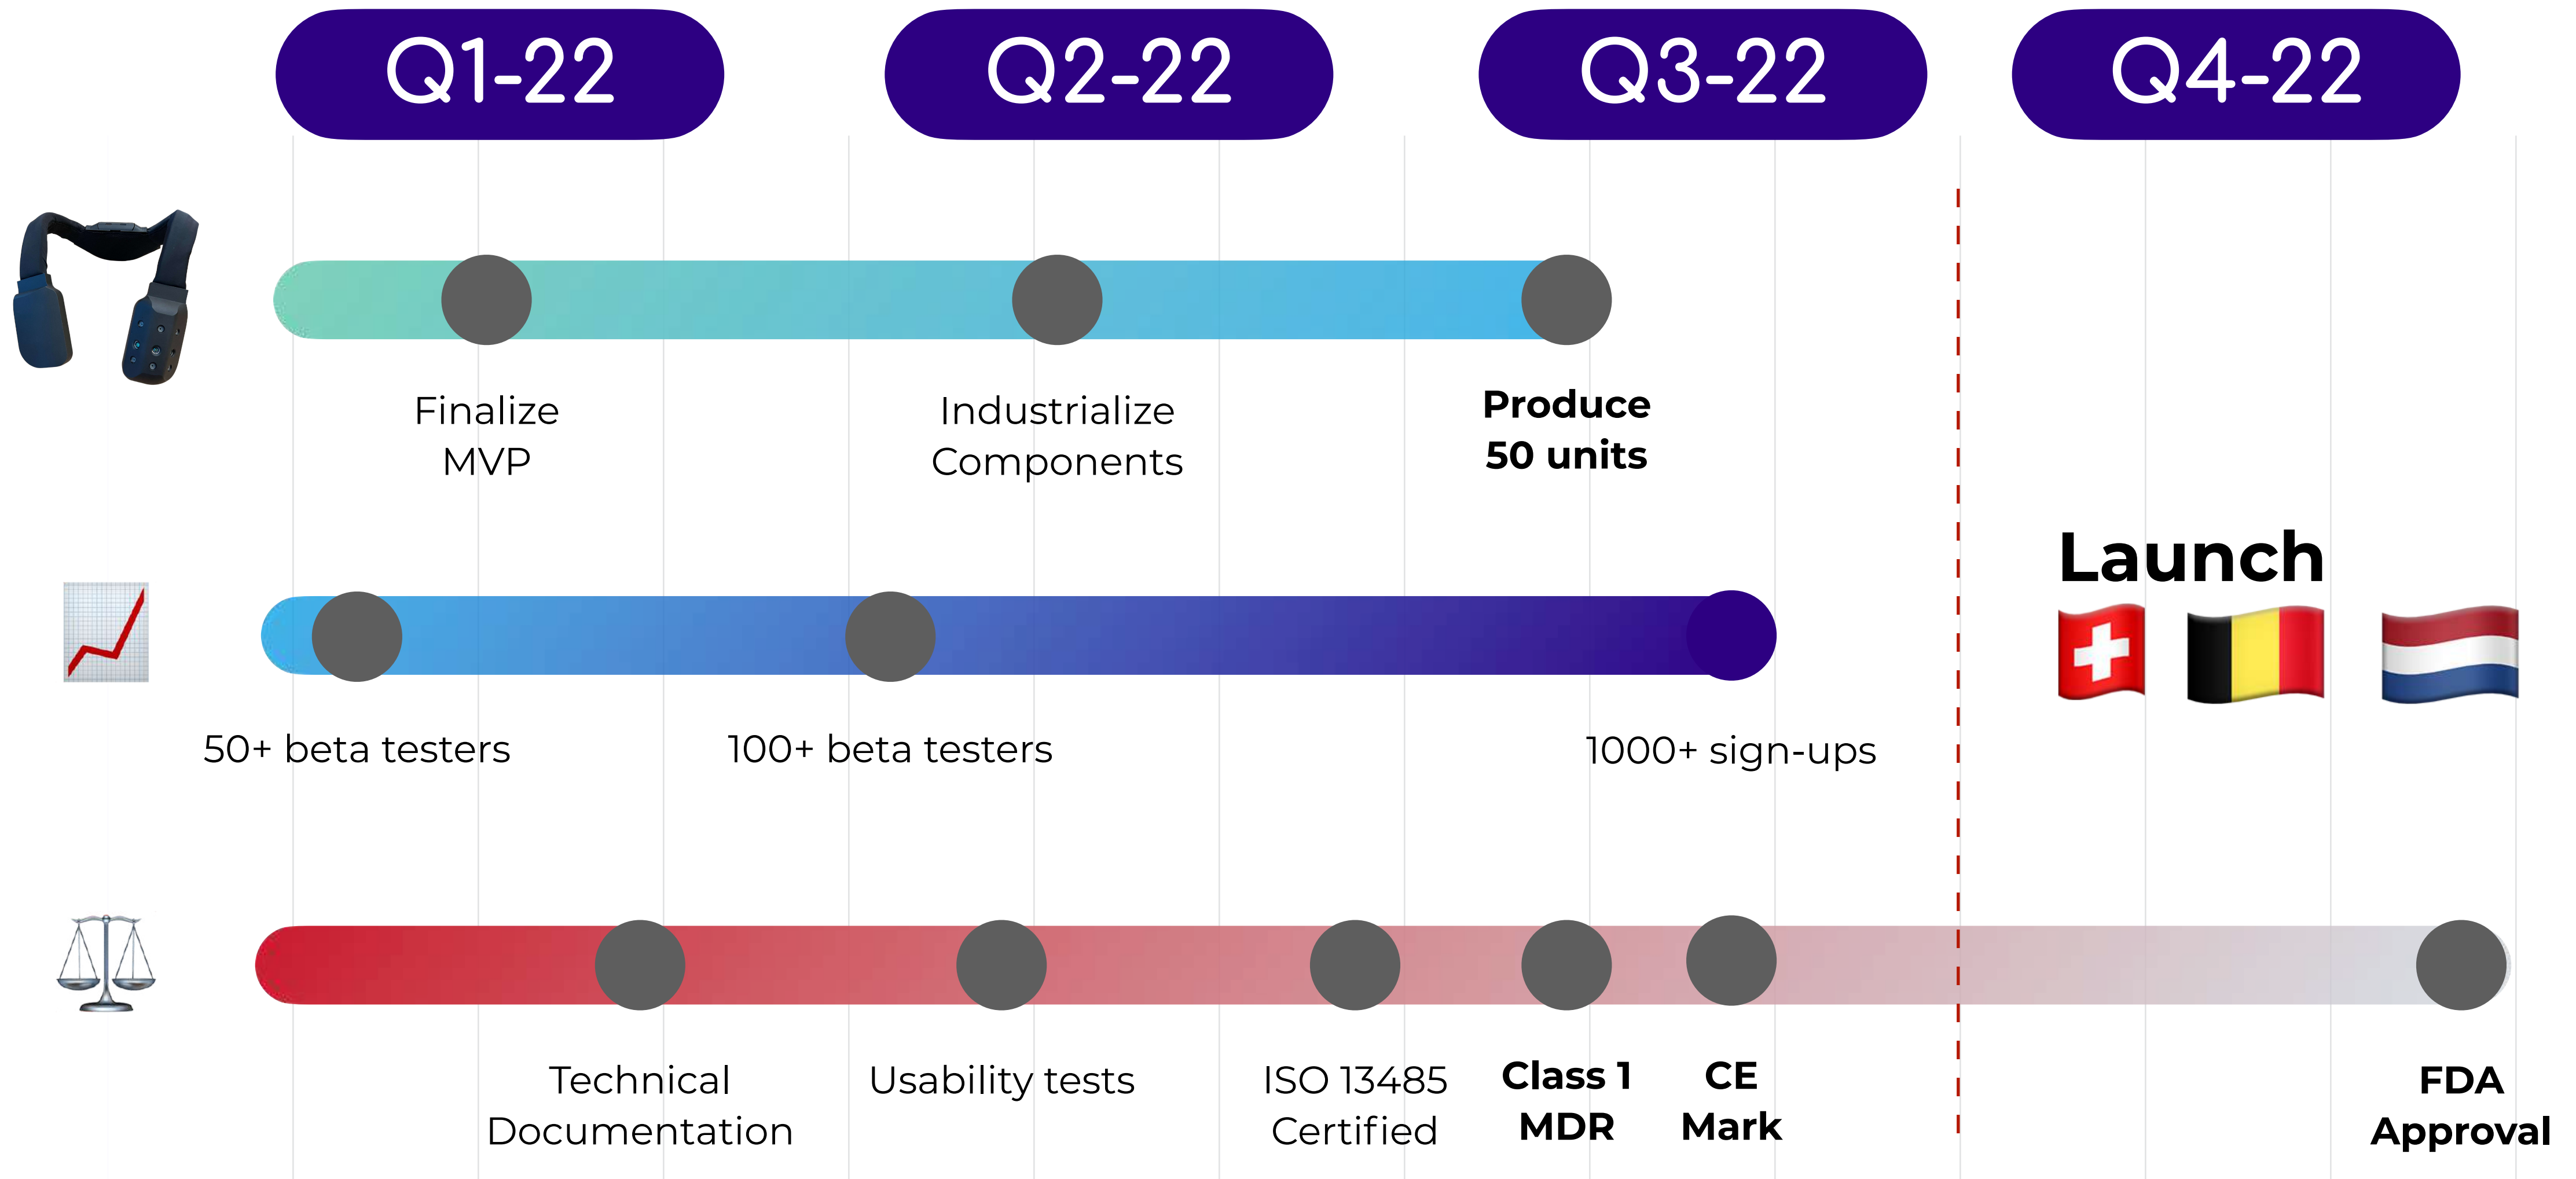 Q1-22
Q2-22
Q3-22
Q4-22
Finalize
MVP
Industrialize
Components
Produce
50 units
Launch
50+ beta testers
100+ beta testers
1000+ sign-ups
Technical
Documentation
Usability tests
ISO 13485
Certified
Class 1
MDR
CE
Mark
FDA
Approval